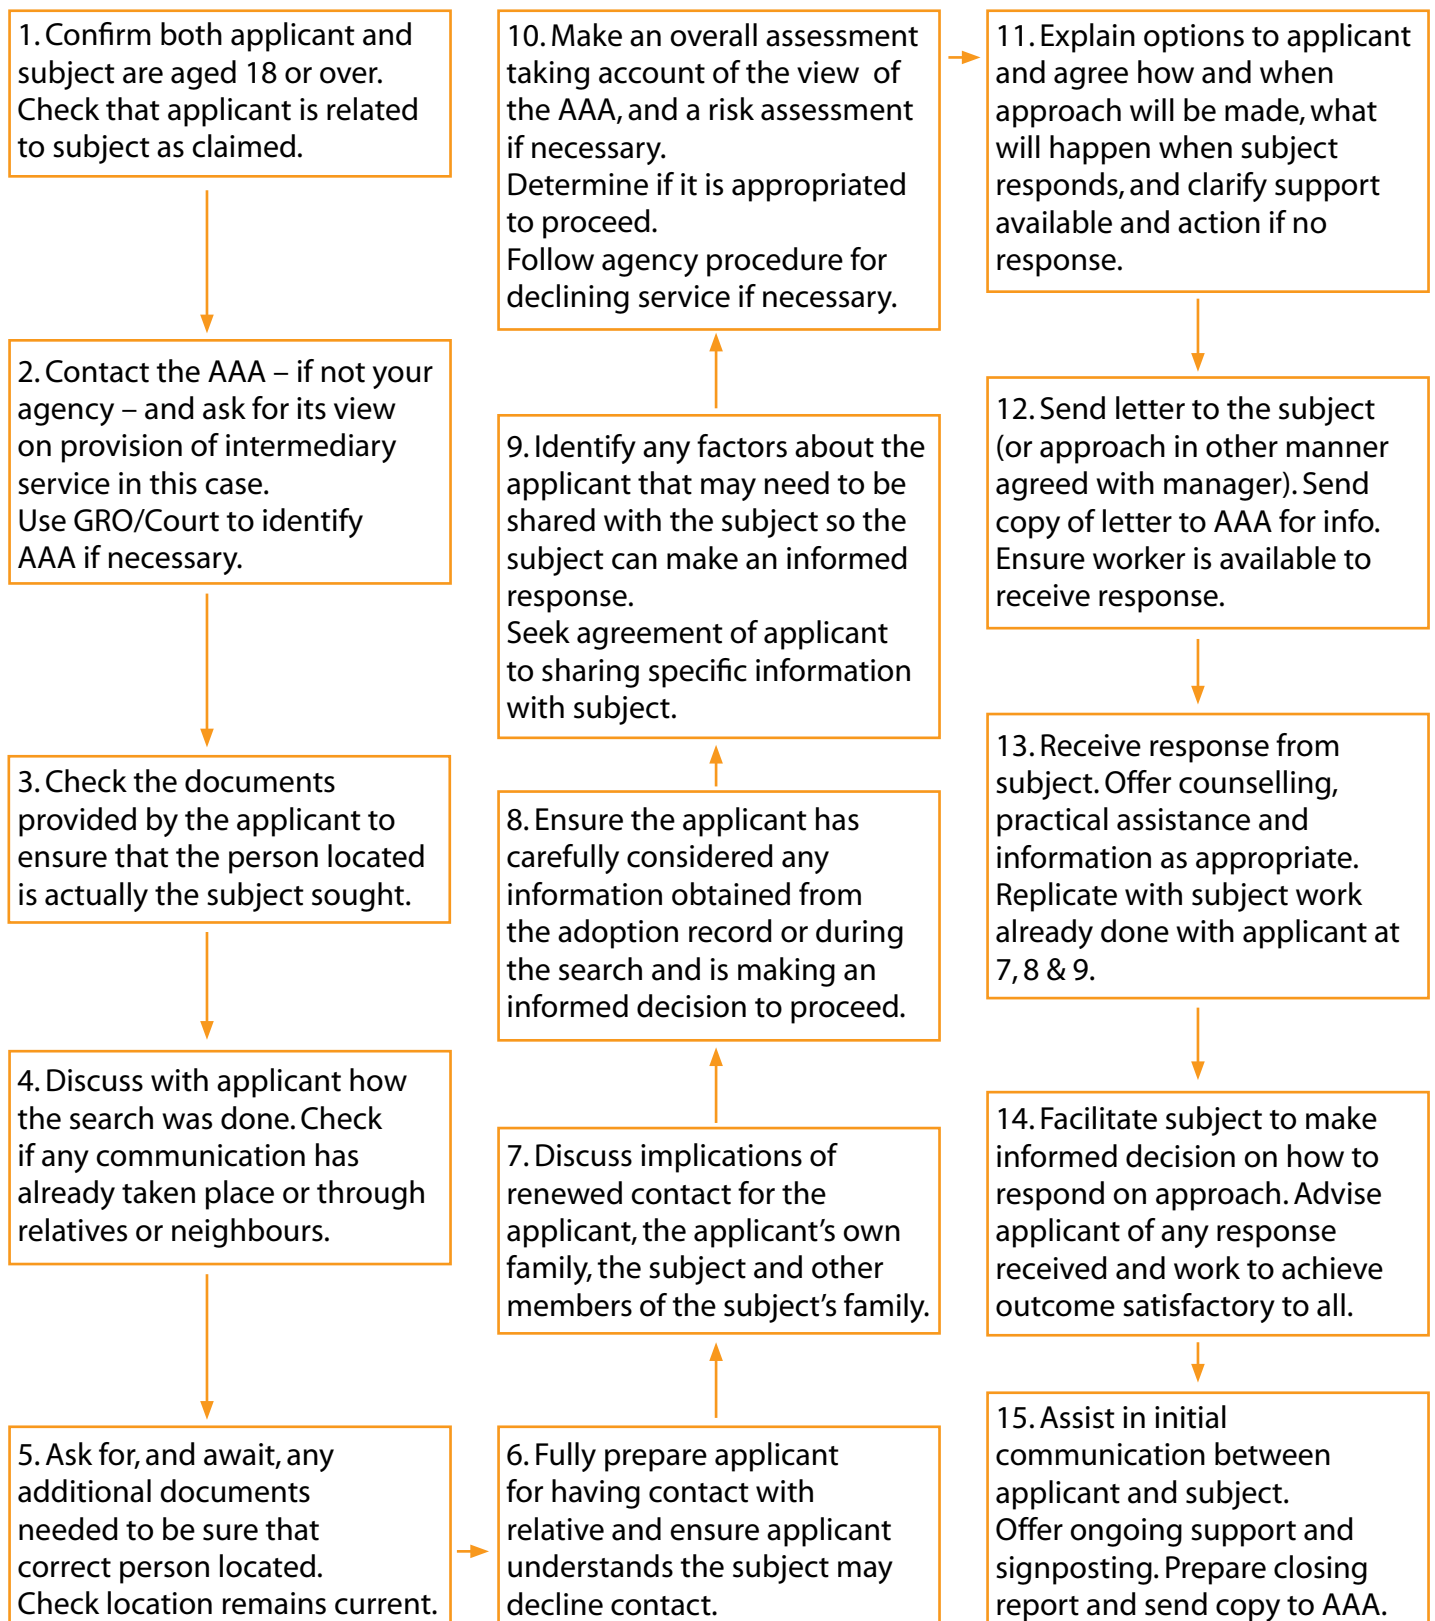 1. Confirm both applicant and
subject are aged 18 or over.
Check that applicant is related
to subject as claimed.
2. Contact the AAA – if not your
agency – and ask for its view
on provision of intermediary
service in this case.
Use GRO/Court to identify
AAA if necessary.
3. Check the documents
provided by the applicant to
ensure that the person located
is actually the subject sought.
4. Discuss with applicant how
the search was done. Check
if any communication has
already taken place or through
relatives or neighbours.
5. Ask for, and await, any
additional documents
needed to be sure that
correct person located.
Check location remains current.
6. Fully prepare applicant
for having contact with
relative and ensure applicant
understands the subject may
decline contact.
7. Discuss implications of
renewed contact for the
applicant, the applicant’s own
family, the subject and other
members of the subject’s family.
8. Ensure the applicant has
carefully considered any
information obtained from
the adoption record or during
the search and is making an
informed decision to proceed.
9. Identify any factors about the
applicant that may need to be
shared with the subject so the
subject can make an informed
response.
Seek agreement of applicant
to sharing specific information
with subject.
10. Make an overall assessment
taking account of the view of
the AAA, and a risk assessment
if necessary.
Determine if it is appropriated
to proceed.
Follow agency procedure for
declining service if necessary.
11. Explain options to applicant
and agree how and when
approach will be made, what
will happen when subject
responds, and clarify support
available and action if no
response.
12. Send letter to the subject
(or approach in other manner
agreed with manager). Send
copy of letter to AAA for info.
Ensure worker is available to
receive response.
13. Receive response from
subject. Offer counselling,
practical assistance and
information as appropriate.
Replicate with subject work
already done with applicant at
7, 8 & 9.
14. Facilitate subject to make
informed decision on how to
respond on approach. Advise
applicant of any response
received and work to achieve
outcome satisfactory to all.
15. Assist in initial
communication between
applicant and subject.
Offer ongoing support and
signposting. Prepare closing
report and send copy to AAA.